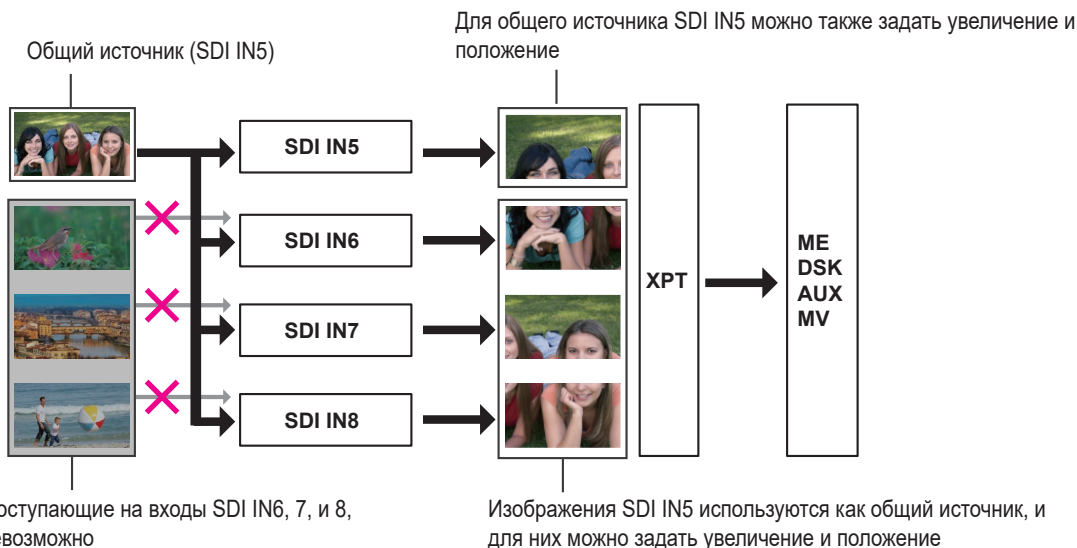 Для общего источника SDI IN5 можно также задать увеличение и
положение
Общий источник (SDI IN5)
SDI IN5
SDI IN6
SDI IN7
SDI IN8
XPT
ME
DSK
AUX
MV
оступающие на входы SDI IN6, 7, и 8,
евозможно
Изображения SDI IN5 используются как общий источник, и
для них можно задать увеличение и положение